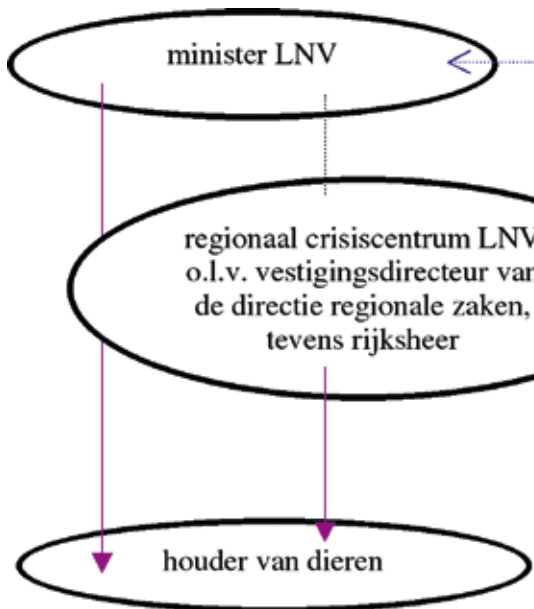 minister LNV
regionaal crisiscentrum LNV
o.l.v. vestigingsdirecteur van
de directie regionale zaken,
tevens rijksheer
houder van dieren